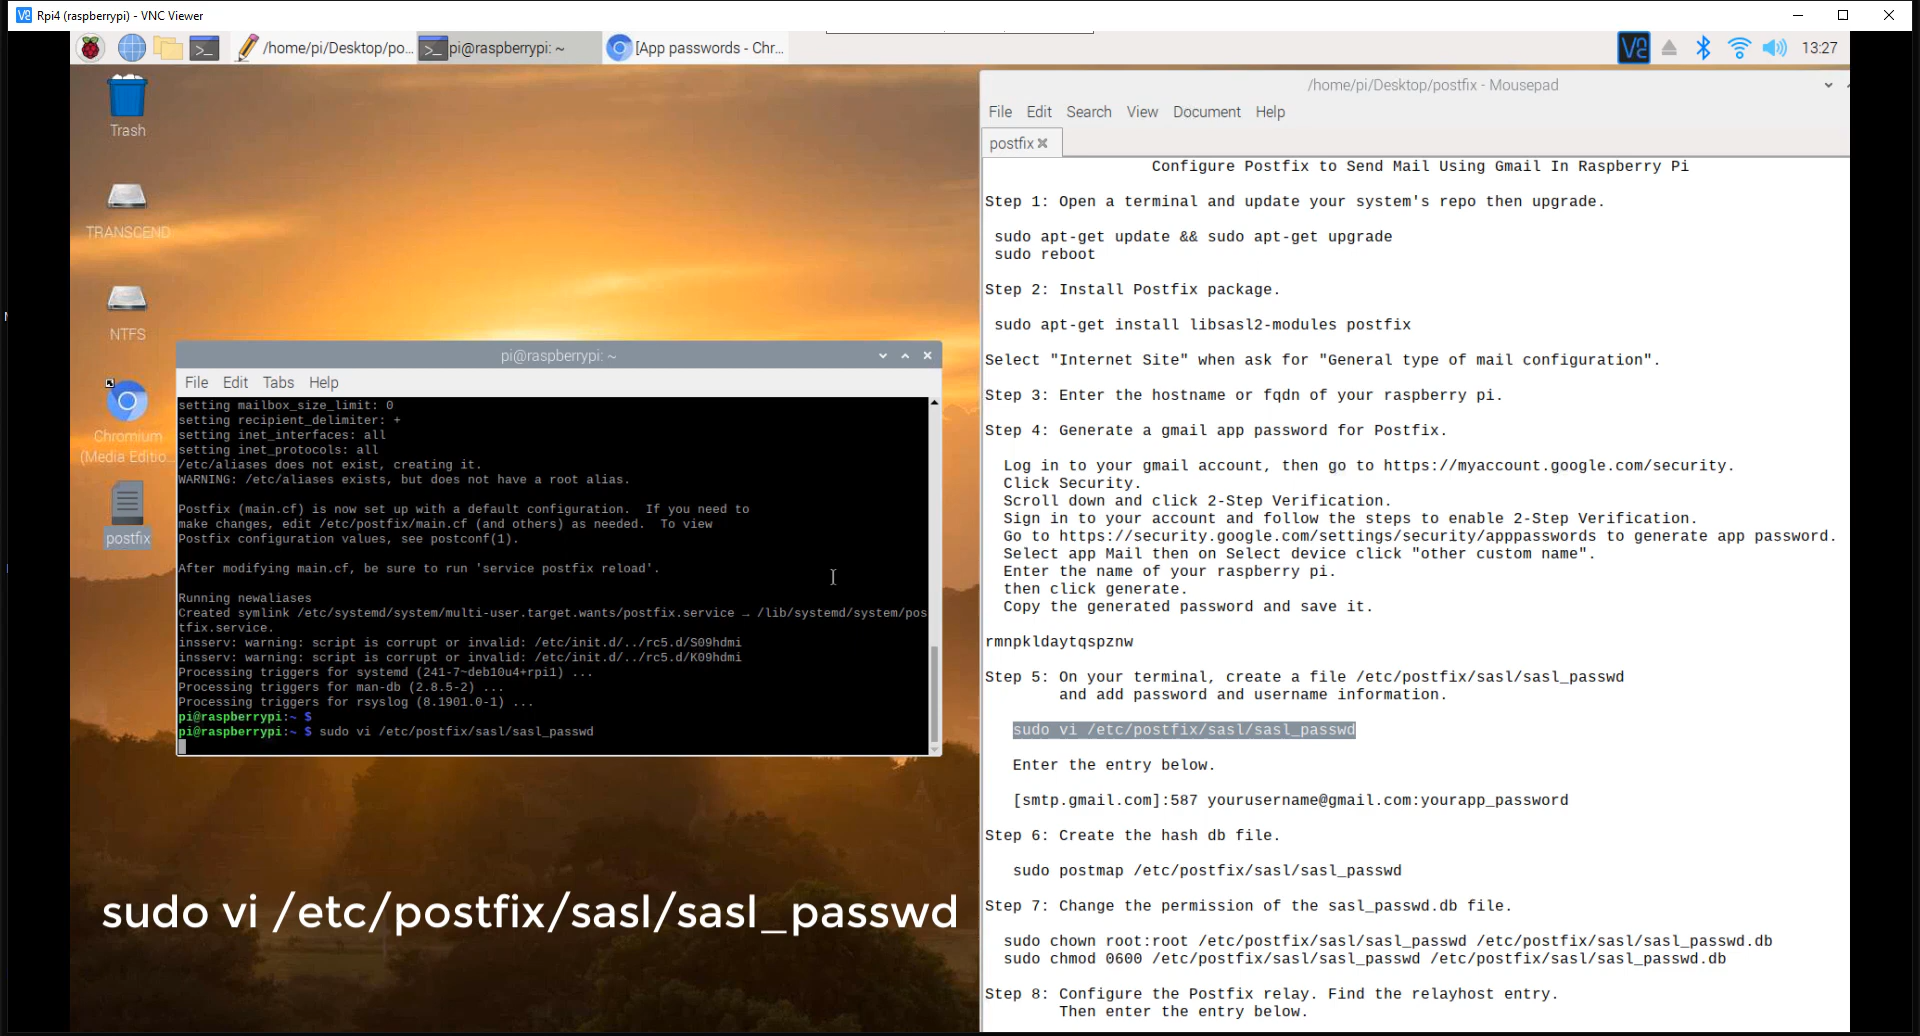 Rpi4 (raspberrypi) - VNC Viewer
/home/pi/Desktop/po...
pi@raspberrypi: ~
[App passwords - Chr...
13:27
Trash
TRANSCEND
NTFS
Chromium
(Media Editio...
postfix
pi@raspberrypi: ~
File Edit Tabs Help
setting mailbox_size_limit: 0
setting recipient_delimiter: +
setting inet_interfaces: all
setting inet_protocols: all
/etc/aliases does not exist, creating it.
WARNING: /etc/aliases exists, but does not have a root alias.
Postfix (main.cf) is now set up with a default configuration.  If you need to
make changes, edit /etc/postfix/main.cf (and others) as needed.  To view
Postfix configuration values, see postconf(1).
After modifying main.cf, be sure to run 'service postfix reload'.
Running newaliases
Created symlink /etc/systemd/system/multi-user.target.wants/postfix.service → /lib/systemd/system/pos
tfix.service.
insserv: warning: script is corrupt or invalid: /etc/init.d/../rc5.d/S09hdmi
insserv: warning: script is corrupt or invalid: /etc/init.d/../rc5.d/K09hdmi
Processing triggers for systemd (241-7~deb10u4+rpi1) ...
Processing triggers for man-db (2.8.5-2) ...
Processing triggers for rsyslog (8.1901.0-1) ...
pi@raspberrypi:~ $
pi@raspberrypi:~ $ sudo vi /etc/postfix/sasl/sasl_passwd
sudo vi /etc/postfix/sasl/sasl_passwd
/home/pi/Desktop/postfix - Mousepad
File Edit Search View Document Help
postfix
Configure Postfix to Send Mail Using Gmail In Raspberry Pi
Step 1: Open a terminal and update your system's repo then upgrade.
sudo apt-get update && sudo apt-get upgrade
sudo reboot
Step 2: Install Postfix package.
sudo apt-get install libsasl2-modules postfix
Select "Internet Site" when ask for "General type of mail configuration".
Step 3: Enter the hostname or fqdn of your raspberry pi.
Step 4: Generate a gmail app password for Postfix.
Log in to your gmail account, then go to https://myaccount.google.com/security.
Click Security.
Scroll down and click 2-Step Verification.
Sign in to your account and follow the steps to enable 2-Step Verification.
Go to https://security.google.com/settings/security/apppasswords to generate app password.
Select app Mail then on Select device click "other custom name".
Enter the name of your raspberry pi.
then click generate.
Copy the generated password and save it.
rmnpkldaytqspznw
Step 5: On your terminal, create a file /etc/postfix/sasl/sasl_passwd
and add password and username information.
sudo vi /etc/postfix/sasl/sasl_passwd
Enter the entry below.
[smtp.gmail.com]:587 yourusername@gmail.com:yourapp_password
Step 6: Create the hash db file.
sudo postmap /etc/postfix/sasl/sasl_passwd
Step 7: Change the permission of the sasl_passwd.db file.
sudo chown root:root /etc/postfix/sasl/sasl_passwd /etc/postfix/sasl/sasl_passwd.db
sudo chmod 0600 /etc/postfix/sasl/sasl_passwd /etc/postfix/sasl/sasl_passwd.db
Step 8: Configure the Postfix relay. Find the relayhost entry.
Then enter the entry below.